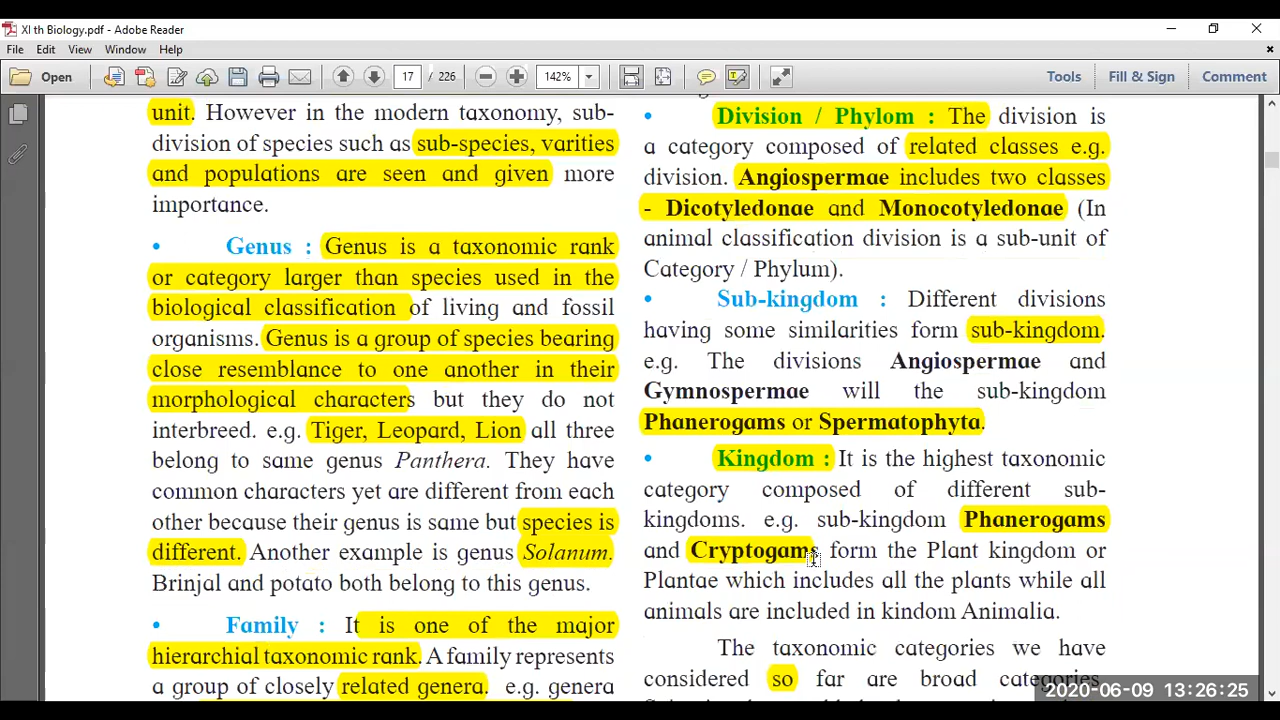 XI th Biology.pdf - Adobe Reader
File Edit View Window Help
Open 17 / 226 142% Tools Fill & Sign Comment
unit. However in the modern taxonomy, sub-
division of species such as sub-species, varities
and populations are seen and given more
importance.
• Genus : Genus is a taxonomic rank
or category larger than species used in the
biological classification of living and fossil
organisms. Genus is a group of species bearing
close resemblance to one another in their
morphological characters but they do not
interbreed. e.g. Tiger, Leopard, Lion all three
belong to same genus Panthera. They have
common characters yet are different from each
other because their genus is same but species is
different. Another example is genus Solanum.
Brinjal and potato both belong to this genus.
• Family : It is one of the major
hierarchial taxonomic rank. A family represents
a group of closely related genera. e.g. genera
• Division / Phylom : The division is
a category composed of related classes e.g.
division. Angiospermae includes two classes
- Dicotyledonae and Monocotyledonae (In
animal classification division is a sub-unit of
Category / Phylum).
• Sub-kingdom : Different divisions
having some similarities form sub-kingdom.
e.g. The divisions Angiospermae and
Gymnospermae will the sub-kingdom
Phanerogams or Spermatophyta.
• Kingdom : It is the highest taxonomic
category composed of different sub-
kingdoms. e.g. sub-kingdom Phanerogams
and Cryptogams form the Plant kingdom or
Plantae which includes all the plants while all
animals are included in kindom Animalia.
The taxonomic categories we have
considered so far are broad categories.
2020-06-09 13:26:25